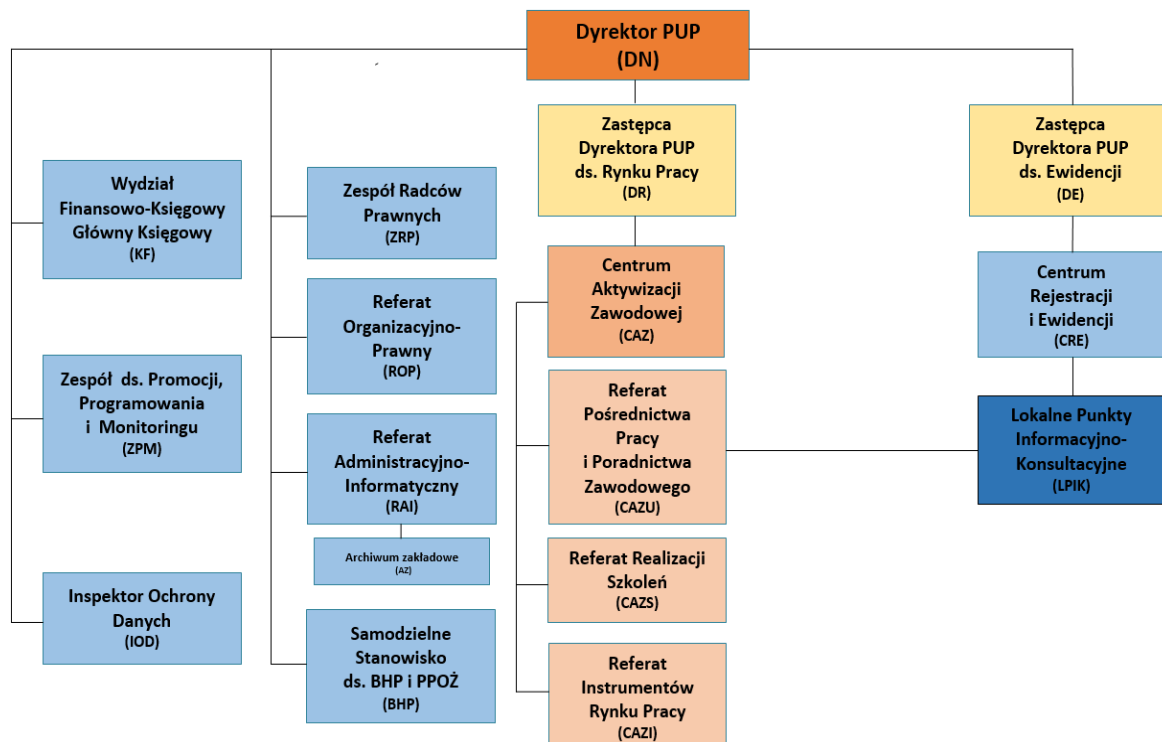 Dyrektor PUP
(DN)
Zastępca
Dyrektora PUP
ds. Rynku Pracy
(DR)
Zastępca
Dyrektora PUP
ds. Ewidencji
(DE)
Wydział
Finansowo-Księgowy
Główny Księgowy
(KF)
Zespół ds. Promocji,
Programowania
i Monitoringu
(ZPM)
Inspektor Ochrony
Danych
(IOD)
Zespół Radców
Prawnych
(ZRP)
Referat
Organizacyjno-
Prawny
(ROP)
Referat
Administracyjno-
Informatyczny
(RAI)
Archiwum zakładowe
(AZ)
Samodzielne
Stanowisko
ds. BHP i PPOŻ
(BHP)
Centrum
Aktywizacji
Zawodowej
(CAZ)
Referat
Pośrednictwa
Pracy
i Poradnictwa
Zawodowego
(CAZU)
Referat Realizacji
Szkoleń
(CAZS)
Referat
Instrumentów
Rynku Pracy
(CAZI)
Centrum
Rejestracji
i Ewidencji
(CRE)
Lokalne Punkty
Informacyjno-
Konsultacyjne
(LPIK)